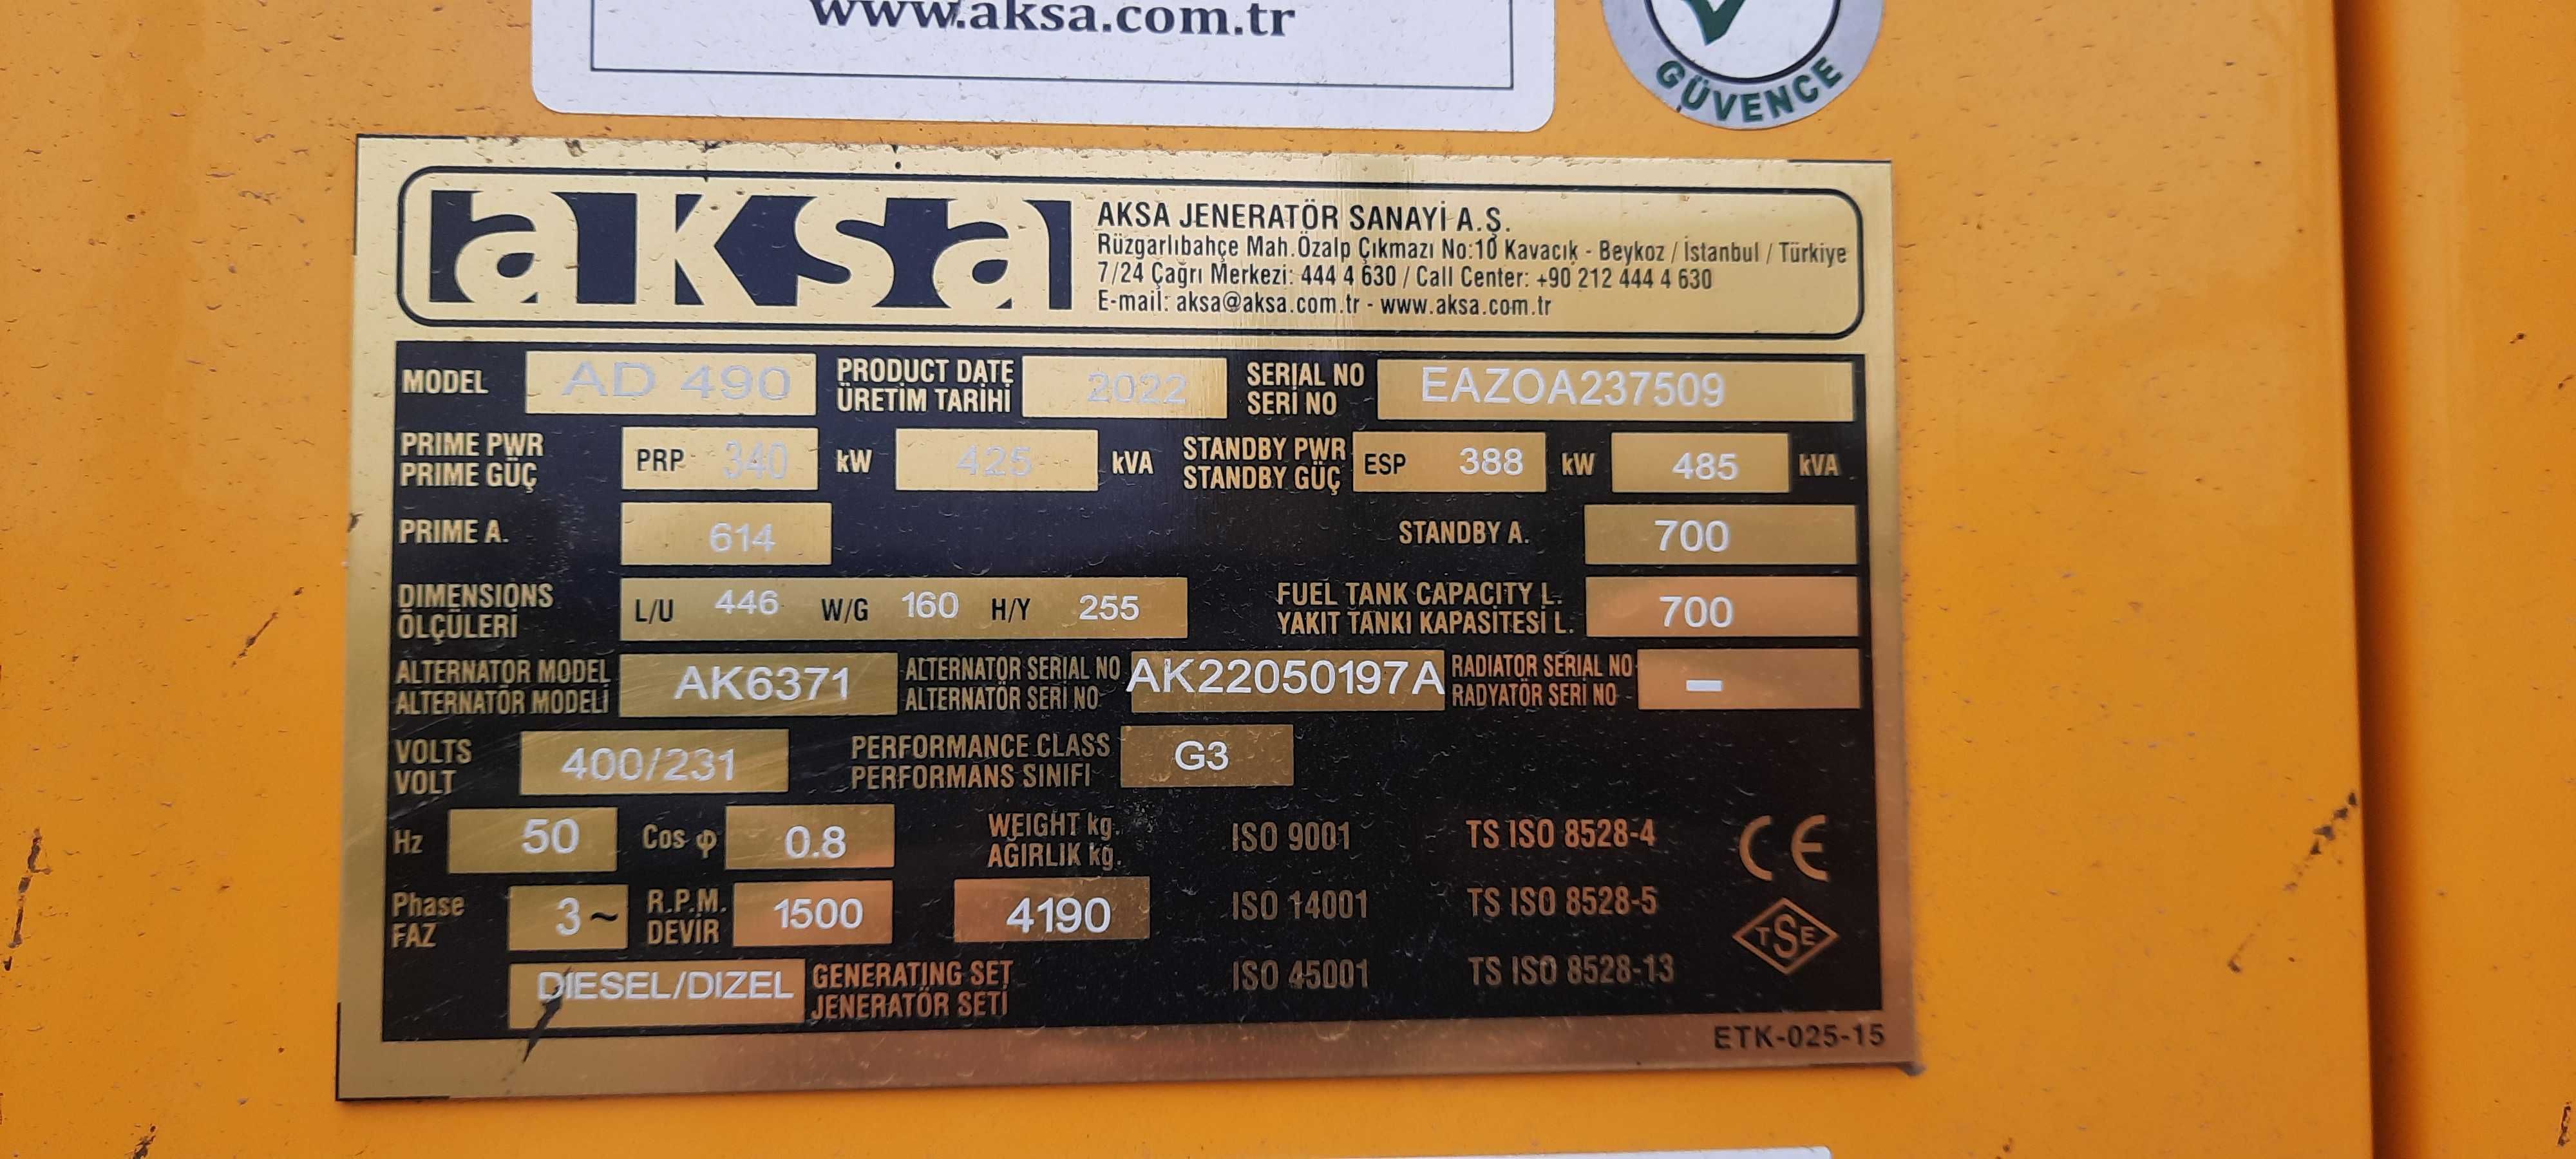 www.aksa.com.tr
GÜVENCE
aksa
AKSA JENERATÖR SANAYİ A.Ş.
Rüzgarlıbahçe Mah.Özalp Çıkmazı No:10 Kavacık - Beykoz / İstanbul / Türkiye
7/24 Çağrı Merkezi: 444 4 630 / Call Center: +90 212 444 4 630
E-mail: aksa@aksa.com.tr - www.aksa.com.tr
MODEL AD 490 PRODUCT DATE 2022 SERIAL NO EAZOA237509
ÜRETİM TARİHİ SERİ NO
PRIME PWR PRP 340 kW 425 kVA STANDBY PWR ESP 388 kW 485 kVA
PRIME GÜÇ STANDBY GÜÇ
PRIME A. 614 STANDBY A. 700
DIMENSIONS L/U 446 W/G 160 H/Y 255 FUEL TANK CAPACITY L. 700
ÖLÇÜLERİ YAKIT TANKI KAPASİTESİ L.
ALTERNATOR MODEL AK6371 ALTERNATOR SERIAL NO AK22050197A RADIATOR SERIAL NO –
ALTERNATÖR MODELİ ALTERNATÖR SERİ NO RADYATÖR SERİ NO
VOLTS 400/231 PERFORMANCE CLASS G3
VOLT PERFORMANS SINIFI
Hz 50 Cos φ 0.8 WEIGHT kg. ISO 9001 TS ISO 8528-4 CE
AĞIRLIK kg.
Phase 3~ R.P.M. 1500 4190 ISO 14001 TS ISO 8528-5 TSE
FAZ DEVİR
DIESEL/DIZEL GENERATING SET ISO 45001 TS ISO 8528-13
JENERATÖR SETİ
ETK-025-15